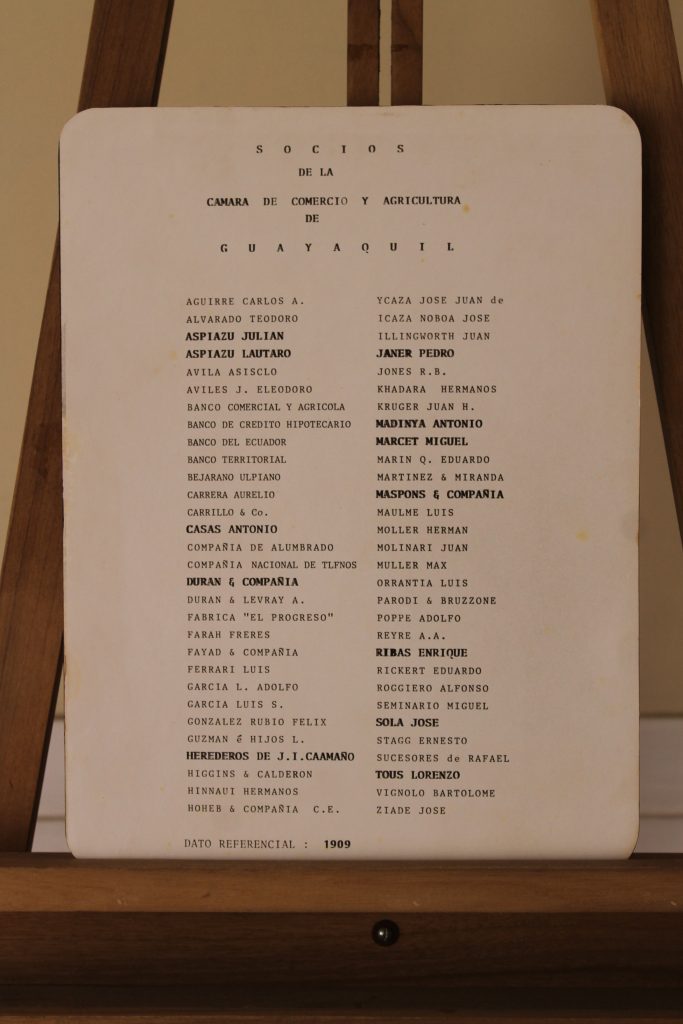 SOCIOS
DE LA
CAMARA DE COMERCIO Y AGRICULTURA
DE
GUAYAQUIL
AGUIRRE CARLOS A.
ALVARADO TEODORO
ASPIAZU JULIAN
ASPIAZU LAUTARO
AVILA ASISCLO
AVILES J. ELEODORO
BANCO COMERCIAL Y AGRICOLA
BANCO DE CREDITO HIPOTECARIO
BANCO DEL ECUADOR
BANCO TERRITORIAL
BEJARANO ULPIANO
CARRERA AURELIO
CARRILLO & Co.
CASAS ANTONIO
COMPAÑIA DE ALUMBRADO
COMPAÑIA NACIONAL DE TLFNOS
DURAN & COMPAÑIA
DURAN & LEVRAY A.
FABRICA "EL PROGRESO"
FARAH FRERES
FAYAD & COMPAÑIA
FERRARI LUIS
GARCIA L. ADOLFO
GARCIA LUIS S.
GONZALEZ RUBIO FELIX
GUZMAN é HIJOS L.
HEREDEROS DE J.I.CAAMAÑO
HIGGINS & CALDERON
HINNAUI HERMANOS
HOHEB & COMPAÑIA C.E.
YCAZA JOSE JUAN de
ICAZA NOBOA JOSE
ILLINGWORTH JUAN
JANER PEDRO
JONES R.B.
KHADARA HERMANOS
KRUGER JUAN H.
MADINYA ANTONIO
MARCET MIGUEL
MARIN Q. EDUARDO
MARTINEZ & MIRANDA
MASPONS & COMPAÑIA
MAULME LUIS
MOLLER HERMAN
MOLINARI JUAN
MULLER MAX
ORRANTIA LUIS
PARODI & BRUZZONE
POPPE ADOLFO
REYRE A.A.
RIBAS ENRIQUE
RICKERT EDUARDO
ROGGIERO ALFONSO
SEMINARIO MIGUEL
SOLA JOSE
STAGG ERNESTO
SUCESORES de RAFAEL
TOUS LORENZO
VIGNOLO BARTOLOME
ZIADE JOSE
DATO REFERENCIAL : 1909